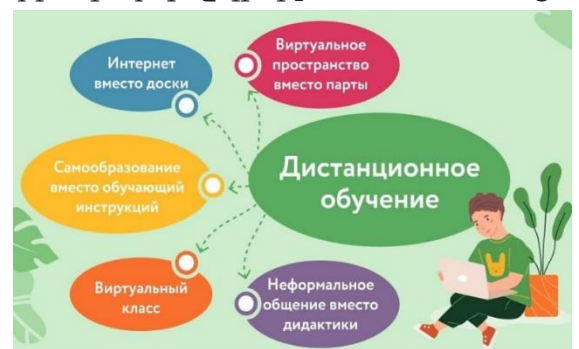 Интернет
вместо доски
Виртуальное
пространство
вместо парты
Самообразование
вместо обучающий
инструкций
Дистанционное
обучение
Виртуальный
класс
Неформальное
общение вместо
дидактики